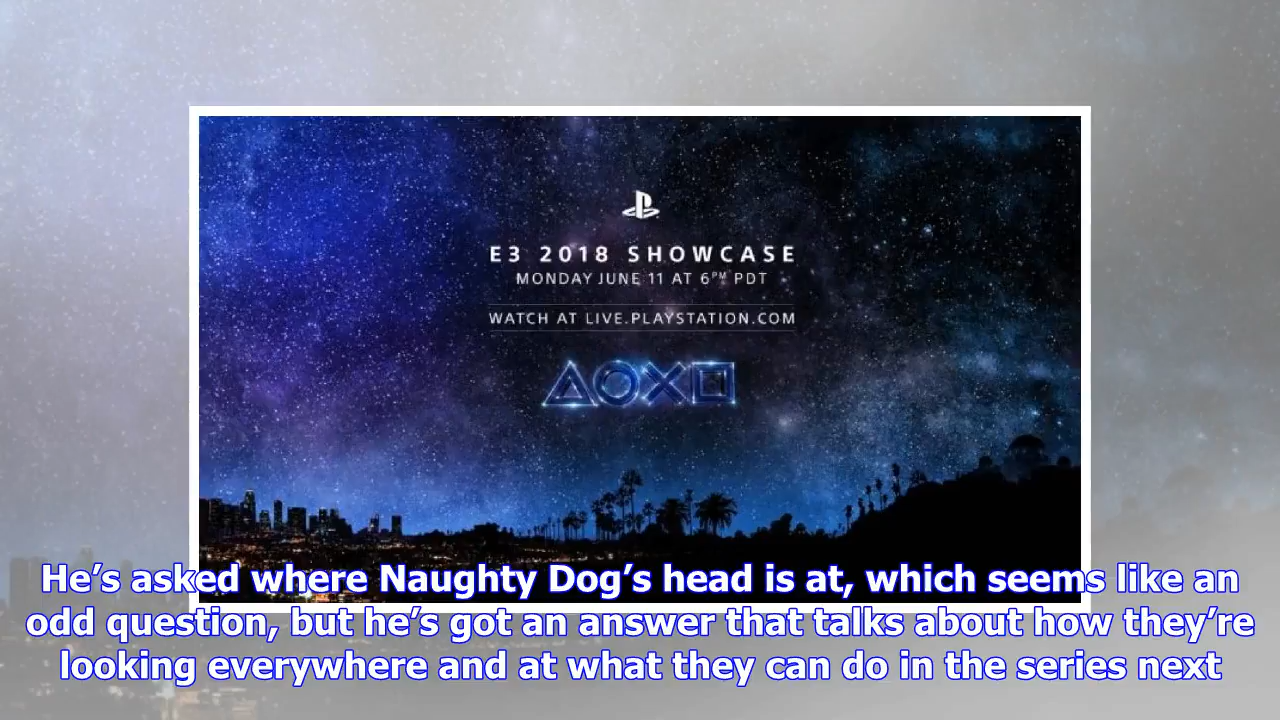 E3 2018 SHOWCASE
MONDAY JUNE 11 AT 6PM PDT
WATCH AT LIVE.PLAYSTATION.COM
He’s asked where Naughty Dog’s head is at, which seems like an
odd question, but he’s got an answer that talks about how they’re
looking everywhere and at what they can do in the series next